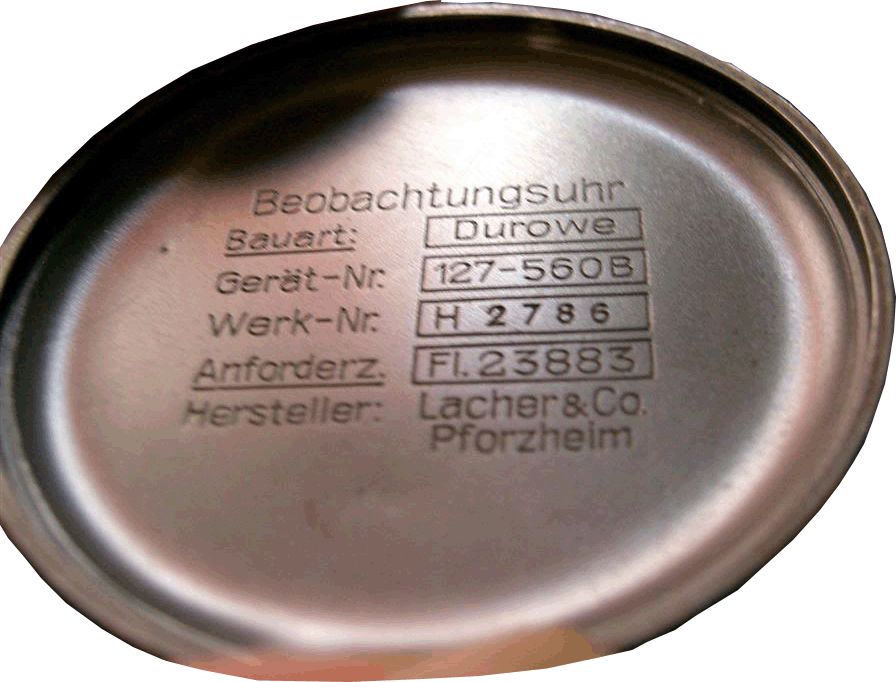 Beobachtungsuhr
Bauart: Durowe
Gerät-Nr. 127-560B
Werk-Nr. H 2786
Anforderz. Fl. 23883
Hersteller: Lacher & Co.
Pforzheim